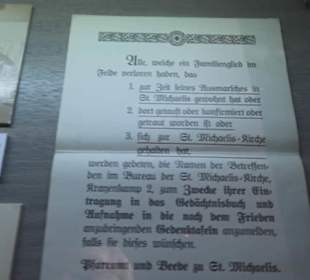 Alle, welche ein Familienglied im
Felde verloren haben, das
1. zur Zeit seines Ausmarsches in
St. Michaelis gewohnt hat oder
2. dort getauft oder konfirmiert oder
getraut worden ist oder
3. sich zur St. Michaelis-Kirche
gehalten hat,
werden gebeten, die Namen der Betreffen-
den im Bureau der St. Michaelis-Kirche,
Krayenkamp 2, zum Zwecke ihrer Ein-
tragung in das Gedächtnisbuch und
Aufnahme in die nach dem Frieden
anzubringenden Gedenktafeln anzumelden,
falls sie dieses wünschen.
Pfarramt und Beede zu St. Michaelis.